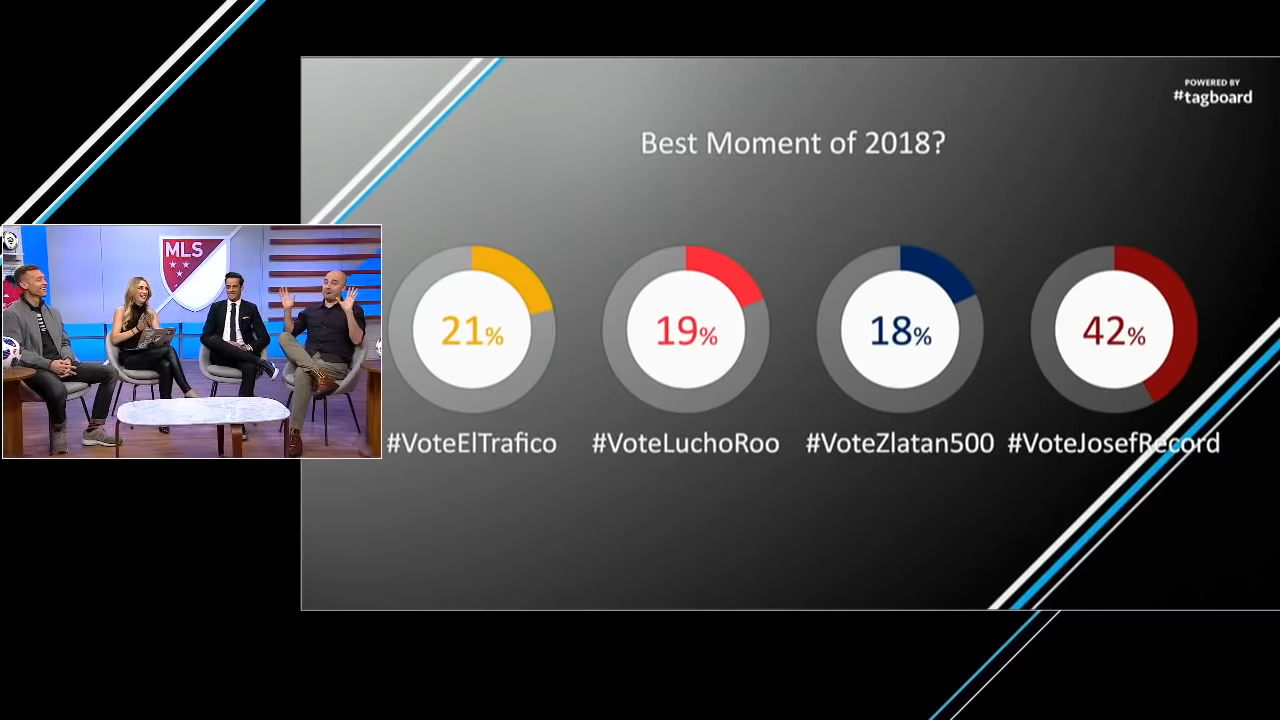 POWERED BY
#tagboard
Best Moment of 2018?
MLS
21%
19%
18%
42%
#VoteElTrafico
#VoteLuchoRoo
#VoteZlatan500
#VoteJosefRecord